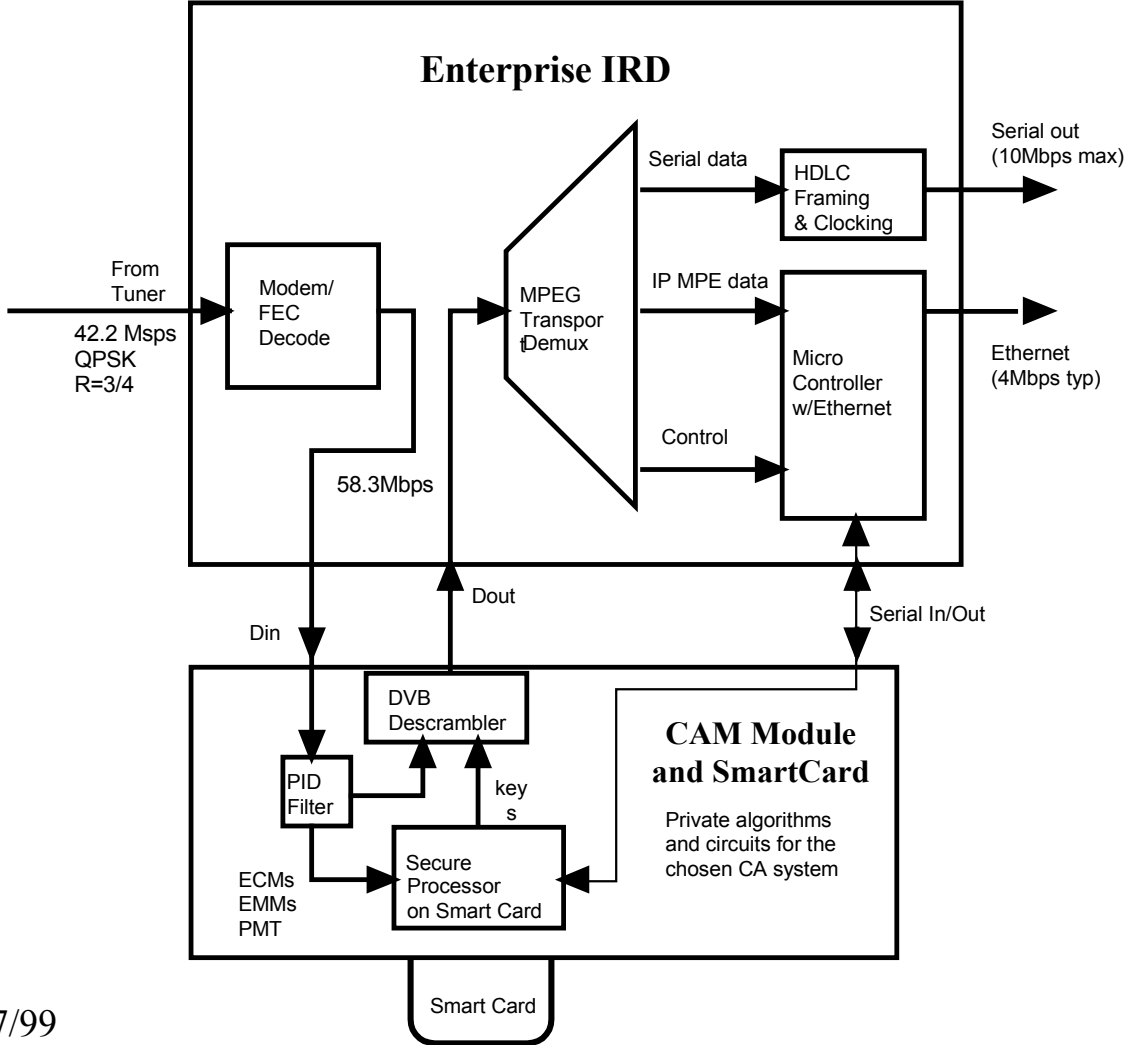 Enterprise IRD
Serial out
(10Mbps max)
Serial data
HDLC
Framing
& Clocking
From
Tuner
42.2 Msps
QPSK
R=3/4
Modem/
FEC
Decode
MPEG
Transpor
t
Demux
IP MPE data
Micro
Controller
w/Ethernet
Ethernet
(4Mbps typ)
Control
58.3Mbps
Dout
Din
Serial In/Out
DVB
Descrambler
CAM Module
and SmartCard
Private algorithms
and circuits for the
chosen CA system
PID
Filter
key
s
Secure
Processor
on Smart Card
ECMs
EMMs
PMT
Smart Card
7/99